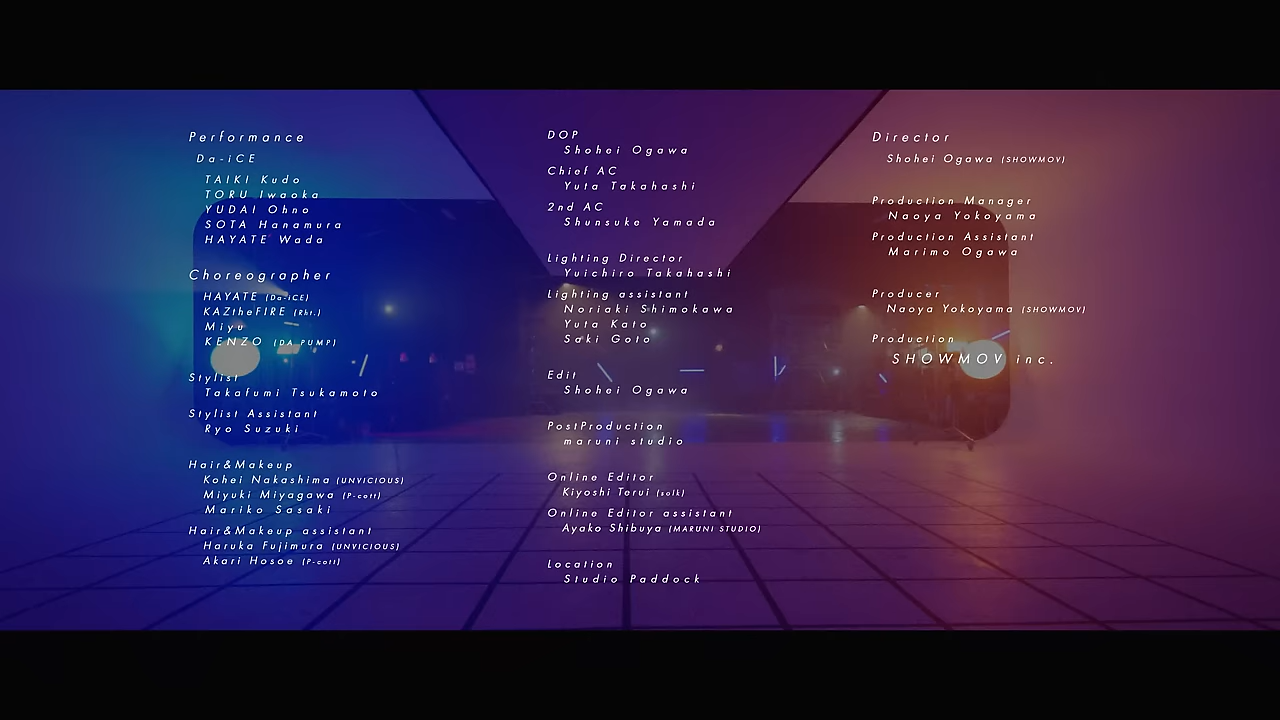 Performance
Da-iCE
TAIKI Kudo
TORU Iwaoka
YUDAI Ohno
SOTA Hanamura
HAYATE Wada
Choreographer
HAYATE (Da-iCE)
KAZtheFIRE (Rht.)
Miyu
KENZO (DA PUMP)
Stylist
Takafumi Tsukamoto
Stylist Assistant
Ryo Suzuki
Hair&Makeup
Kohei Nakashima (UNVICIOUS)
Miyuki Miyagawa (P-cott)
Mariko Sasaki
Hair&Makeup assistant
Haruka Fujimura (UNVICIOUS)
Akari Hosoe (P-cott)
DOP
Shohei Ogawa
Chief AC
Yuta Takahashi
2nd AC
Shunsuke Yamada
Lighting Director
Yuichiro Takahashi
Lighting assistant
Noriaki Shimokawa
Yuta Kato
Saki Goto
Edit
Shohei Ogawa
PostProduction
maruni studio
Online Editor
Kiyoshi Terui (solk)
Online Editor assistant
Ayako Shibuya (MARUNI STUDIO)
Location
Studio Paddock
Director
Shohei Ogawa (SHOWMOV)
Production Manager
Naoya Yokoyama
Production Assistant
Marimo Ogawa
Producer
Naoya Yokoyama (SHOWMOV)
Production
SHOWMOV inc.